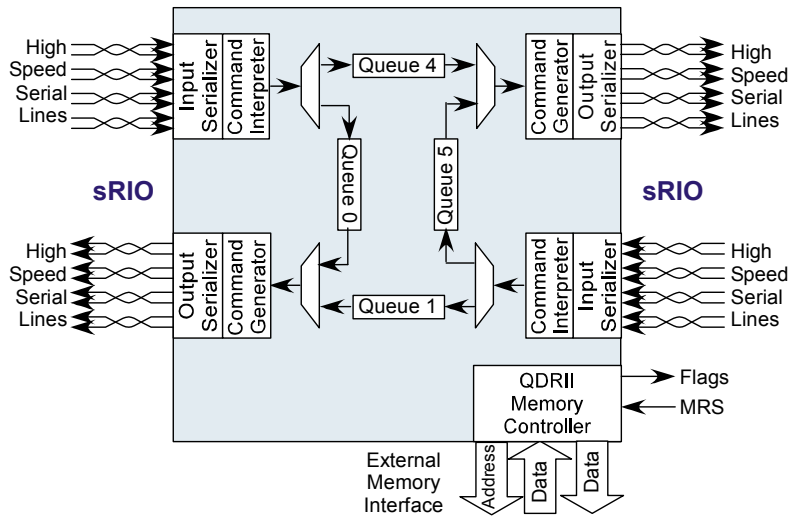 High
Speed
Serial
Lines
Input
Serializer
Command
Interpreter
Queue 4
Command
Generator
Output
Serializer
High
Speed
Serial
Lines
Queue 0
Queue 5
sRIO
sRIO
High
Speed
Serial
Lines
Output
Serializer
Command
Generator
Queue 1
Command
Interpreter
Input
Serializer
High
Speed
Serial
Lines
QDRII
Memory
Controller
Flags
MRS
External
Memory
Interface
Address
Data
Data